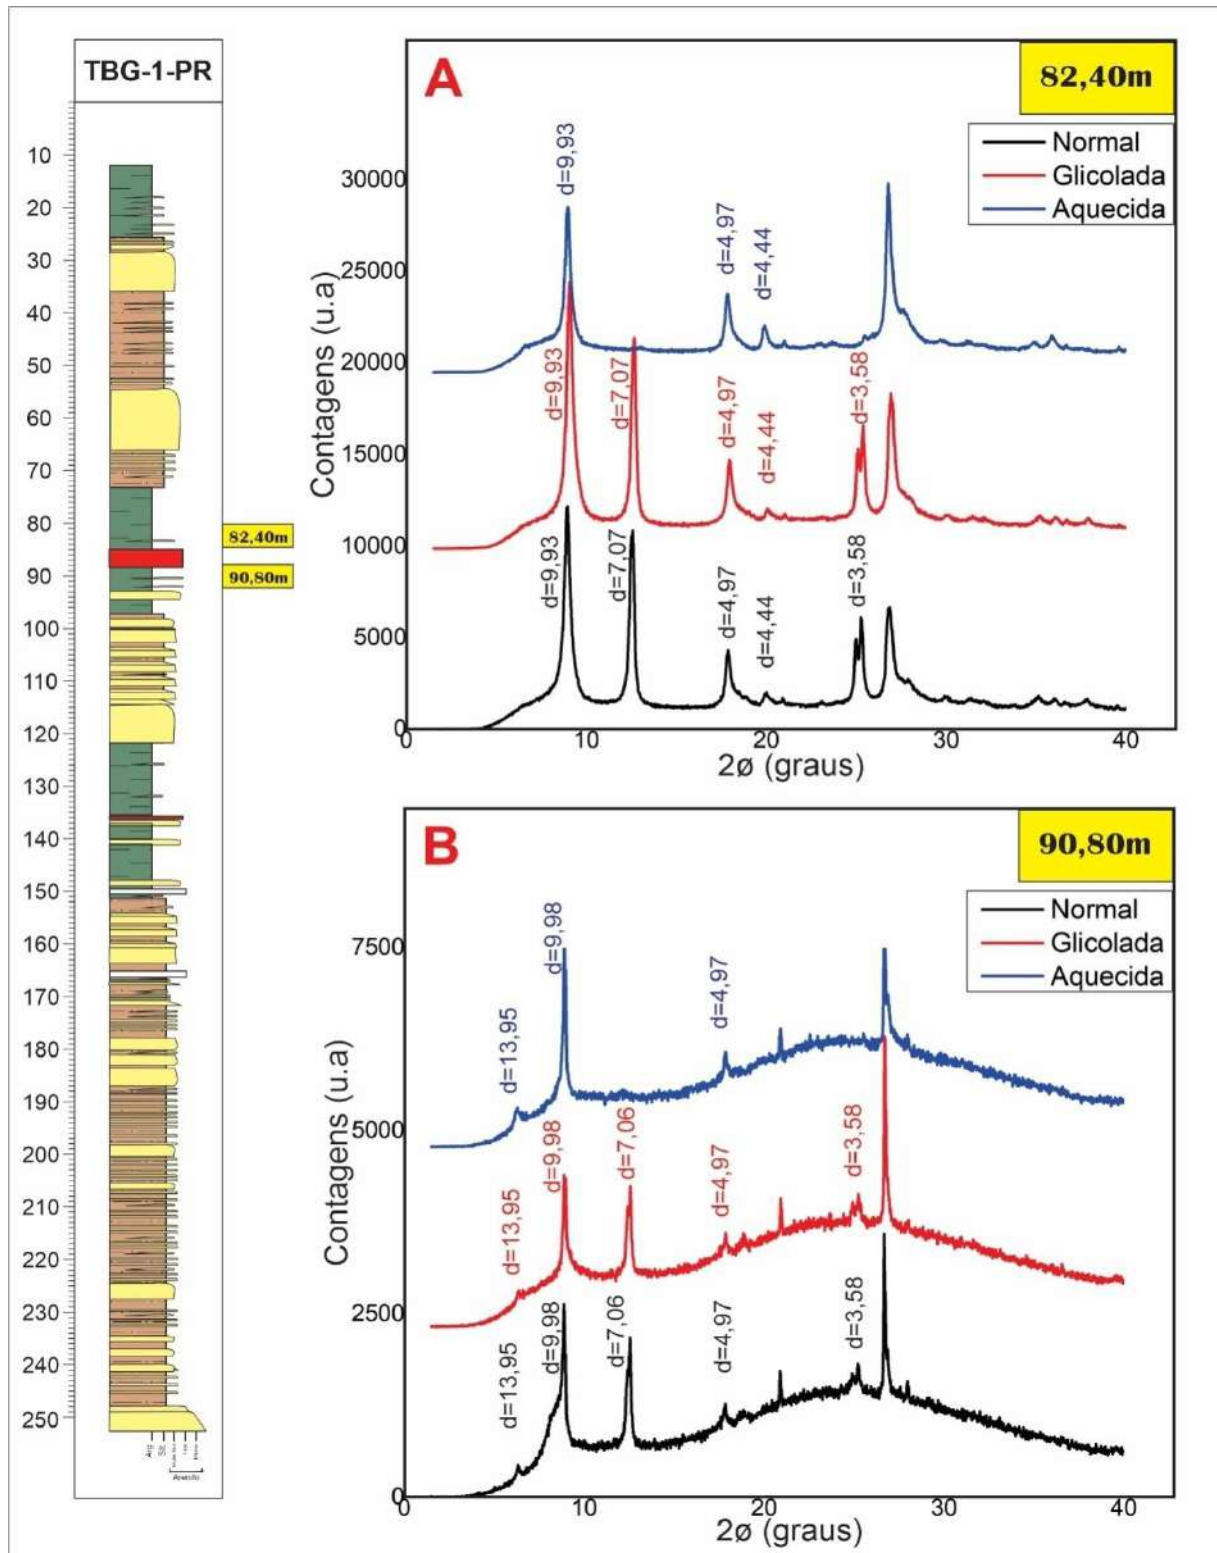 TBG-1-PR
10
20
30
40
50
60
70
80
90
100
110
120
130
140
150
160
170
180
190
200
210
220
230
240
250
82,40m
90,80m
Arg
Arenito
A
82,40m
Normal
Glicolada
Aquecida
Contagens (u.a)
30000
25000
20000
15000
10000
5000
0
d=9,93
d=4,97
d=4,44
d=9,93
d=7,07
d=4,97
d=4,44
d=3,58
d=9,93
d=7,07
d=4,97
d=4,44
d=3,58
0
10
20
30
40
2ø (graus)
B
90,80m
Normal
Glicolada
Aquecida
Contagens (u.a)
7500
5000
2500
0
d=13,95
d=9,98
d=4,97
d=13,95
d=9,98
d=7,06
d=4,97
d=3,58
d=13,95
d=9,98
d=7,06
d=4,97
d=3,58
0
10
20
30
40
2ø (graus)